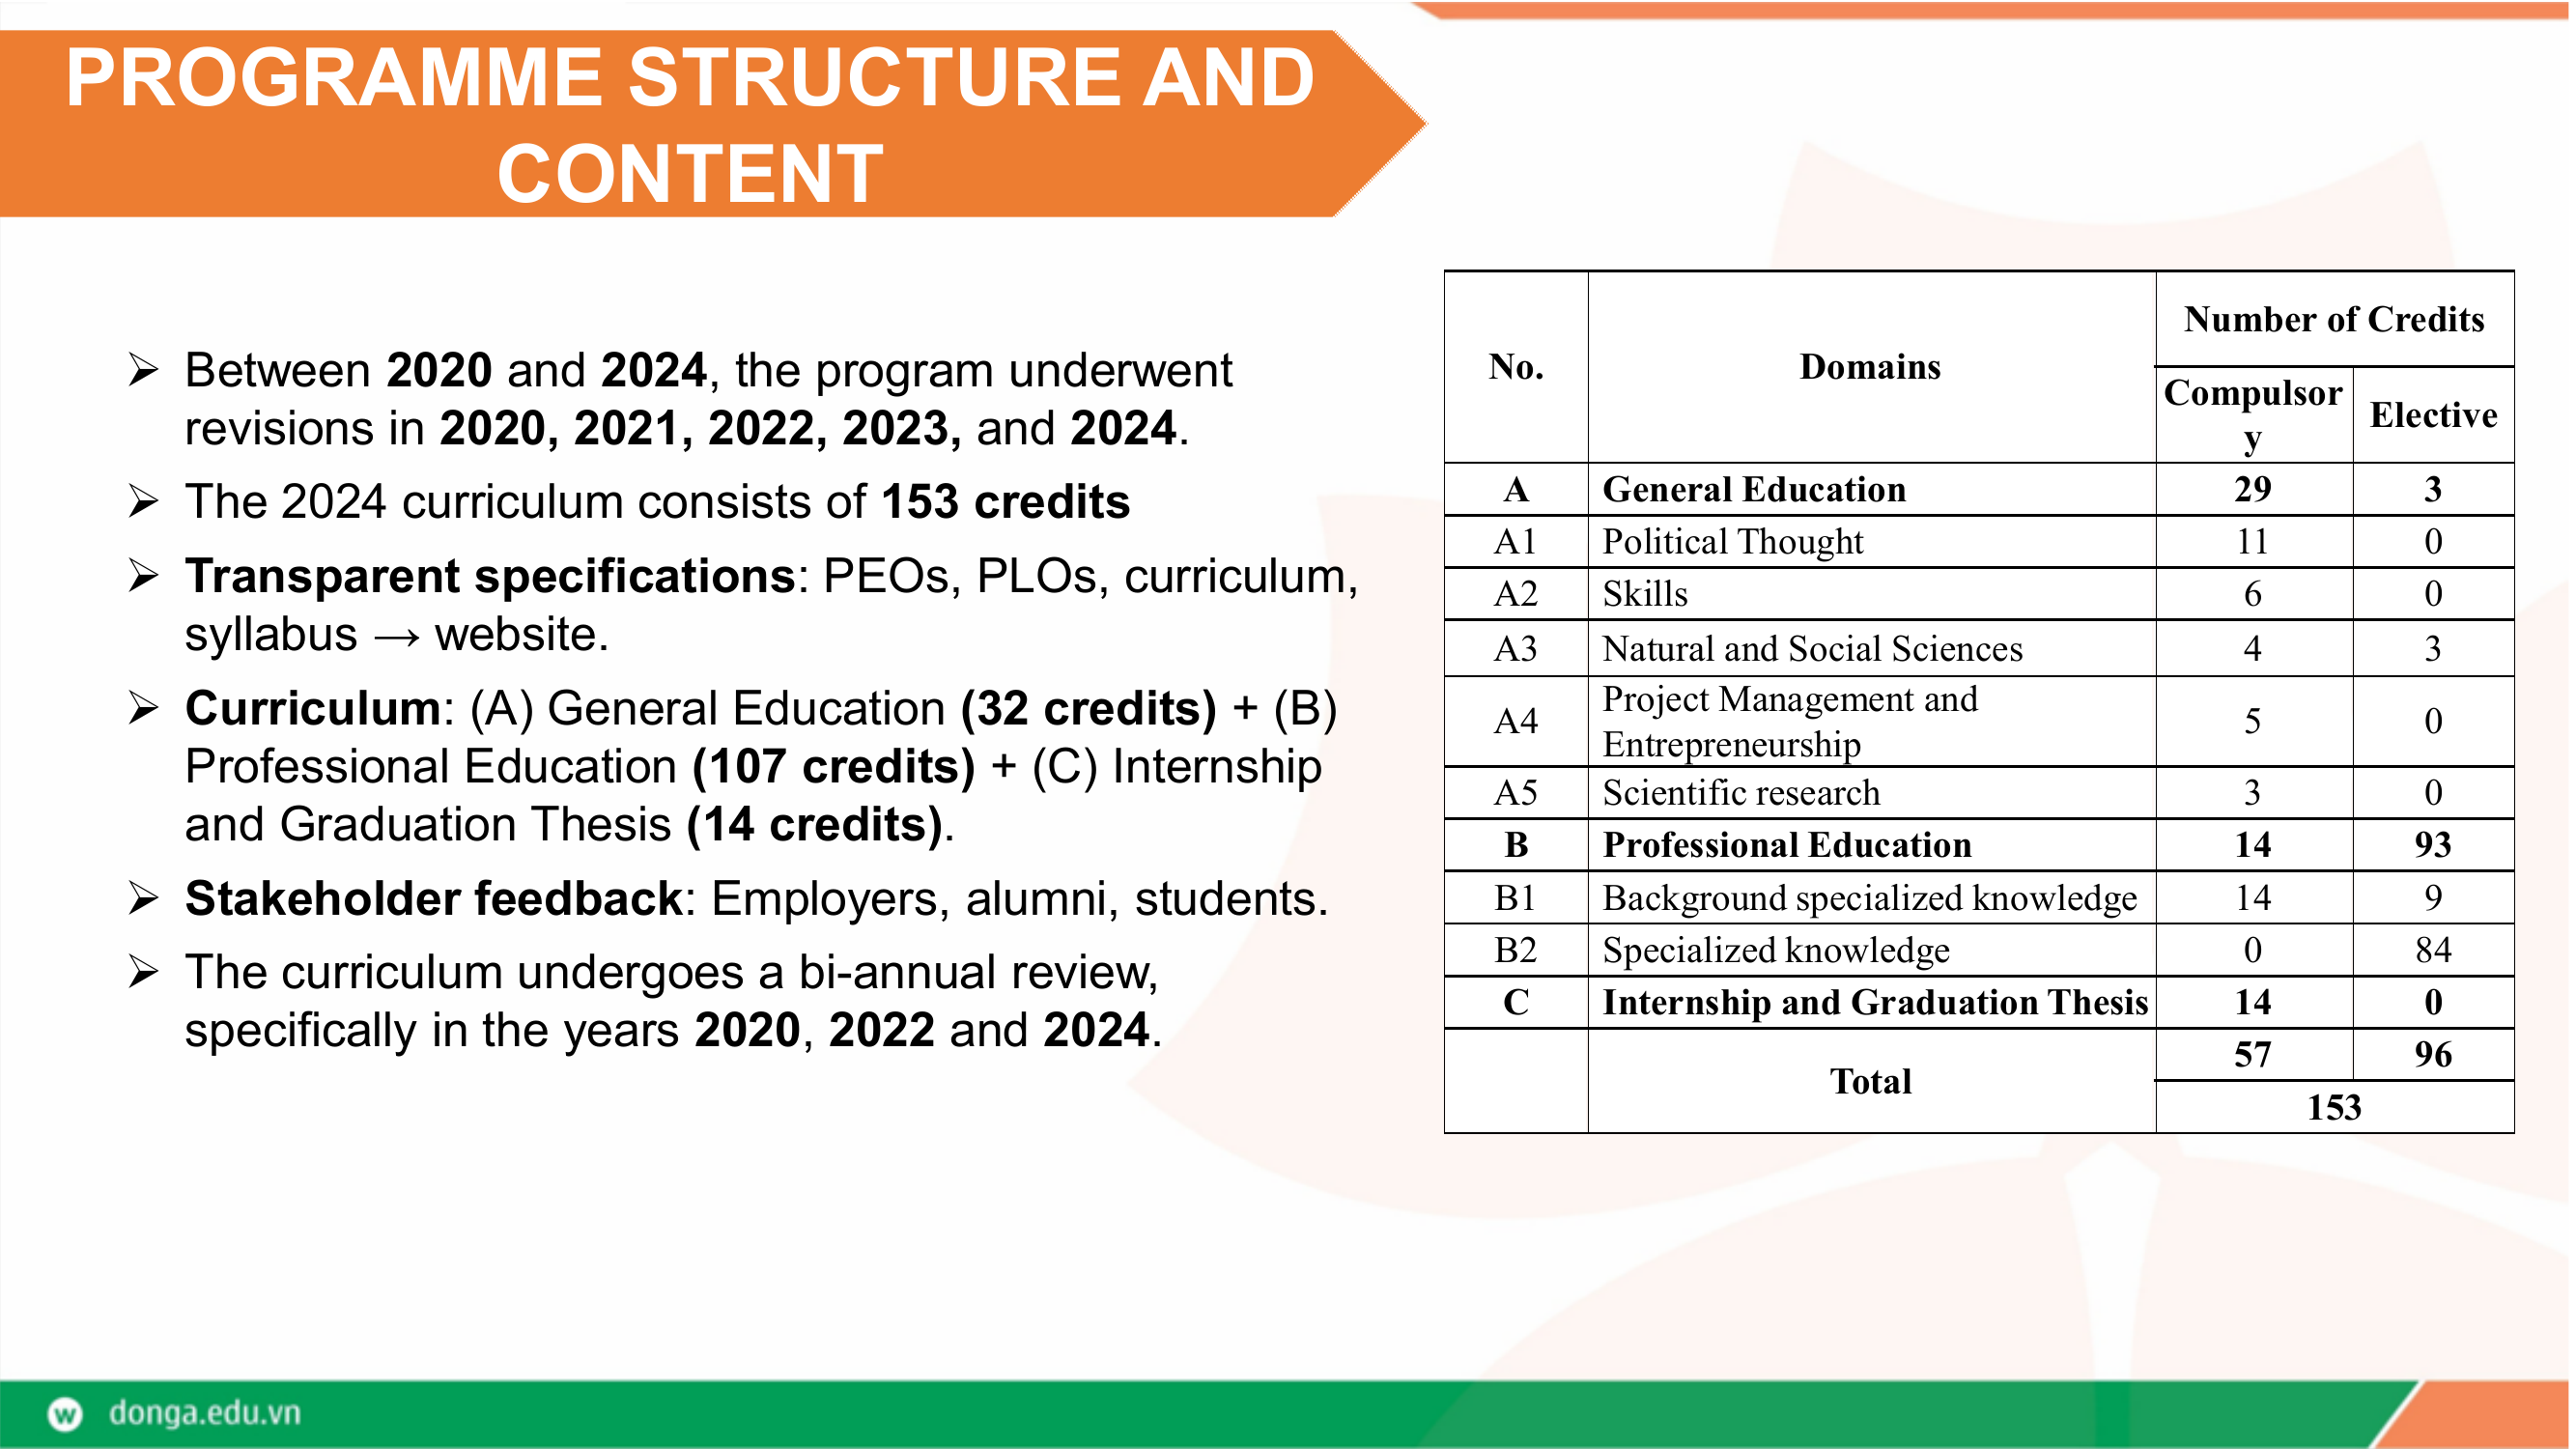 PROGRAMME STRUCTURE AND
CONTENT
➢ Between 2020 and 2024, the program underwent
revisions in 2020, 2021, 2022, 2023, and 2024.
➢ The 2024 curriculum consists of 153 credits
➢ Transparent specifications: PEOs, PLOs, curriculum,
syllabus → website.
➢ Curriculum: (A) General Education (32 credits) + (B)
Professional Education (107 credits) + (C) Internship
and Graduation Thesis (14 credits).
➢ Stakeholder feedback: Employers, alumni, students.
➢ The curriculum undergoes a bi-annual review,
specifically in the years 2020, 2022 and 2024.
No. Domains Number of Credits
Compulsor
y Elective
A General Education 29 3
A1 Political Thought 11 0
A2 Skills 6 0
A3 Natural and Social Sciences 4 3
A4 Project Management and
Entrepreneurship 5 0
A5 Scientific research 3 0
B Professional Education 14 93
B1 Background specialized knowledge 14 9
B2 Specialized knowledge 0 84
C Internship and Graduation Thesis 14 0
Total 57 96
153
w donga.edu.vn